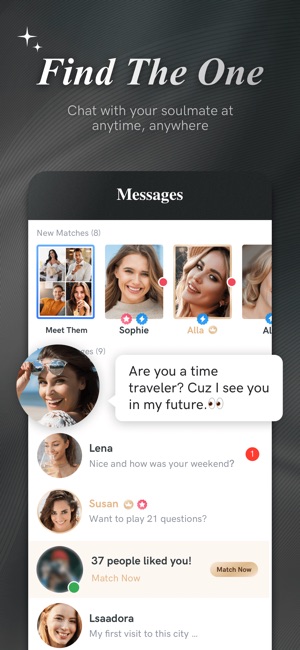 Find The One
Chat with your soulmate at
anytime, anywhere
Messages
New Matches (8)
Meet Them
Sophie
Alla
Al
ges (9)
Are you a time
traveler? Cuz I see you
in my future.👀
Lena
Nice and how was your weekend?
1
Susan
Want to play 21 questions?
37 people liked you!
Match Now
Match Now
Lsaadora
My first visit to this city ...